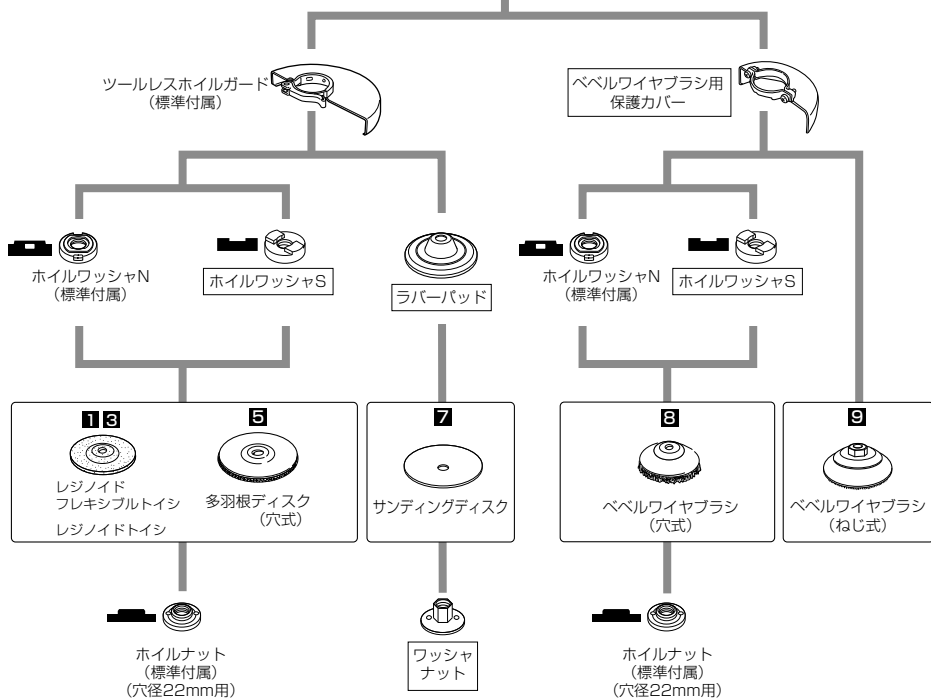 ツールレスホイルガード
（標準付属）
ベベルワイヤブラシ用
保護カバー
ホイルワッシャN
（標準付属）
ホイルワッシャS
ラバーパッド
ホイルワッシャN
（標準付属）
ホイルワッシャS
1 3
レジノイド
フレキシブルトイシ
レジノイドトイシ
5
多羽根ディスク
（穴式）
7
サンディングディスク
8
ベベルワイヤブラシ
（穴式）
9
ベベルワイヤブラシ
（ねじ式）
ホイルナット
（標準付属）
（穴径22mm用）
ワッシャ
ナット
ホイルナット
（標準付属）
（穴径22mm用）